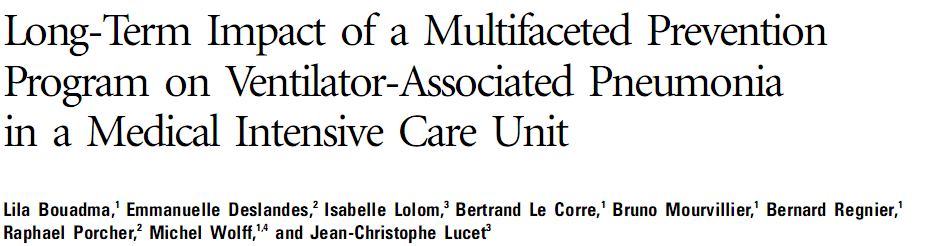 Long-Term Impact of a Multifaceted Prevention
Program on Ventilator-Associated Pneumonia
in a Medical Intensive Care Unit
Lila Bouadma,¹ Emmanuelle Deslandes,² Isabelle Lolom,³ Bertrand Le Corre,¹ Bruno Mourvillier,¹ Bernard Regnier,¹
Raphael Porcher,² Michel Wolff,¹,⁴ and Jean-Christophe Lucet³